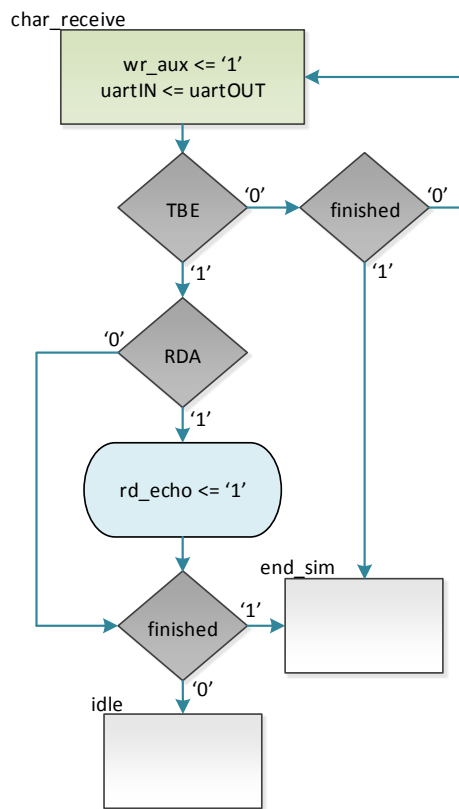 char_receive
wr_aux <= ‘1’
uartIN <= uartOUT
TBE
‘0’
finished
‘0’
‘1’
‘1’
‘0’
RDA
‘1’
rd_echo <= ‘1’
end_sim
finished
‘1’
‘0’
idle